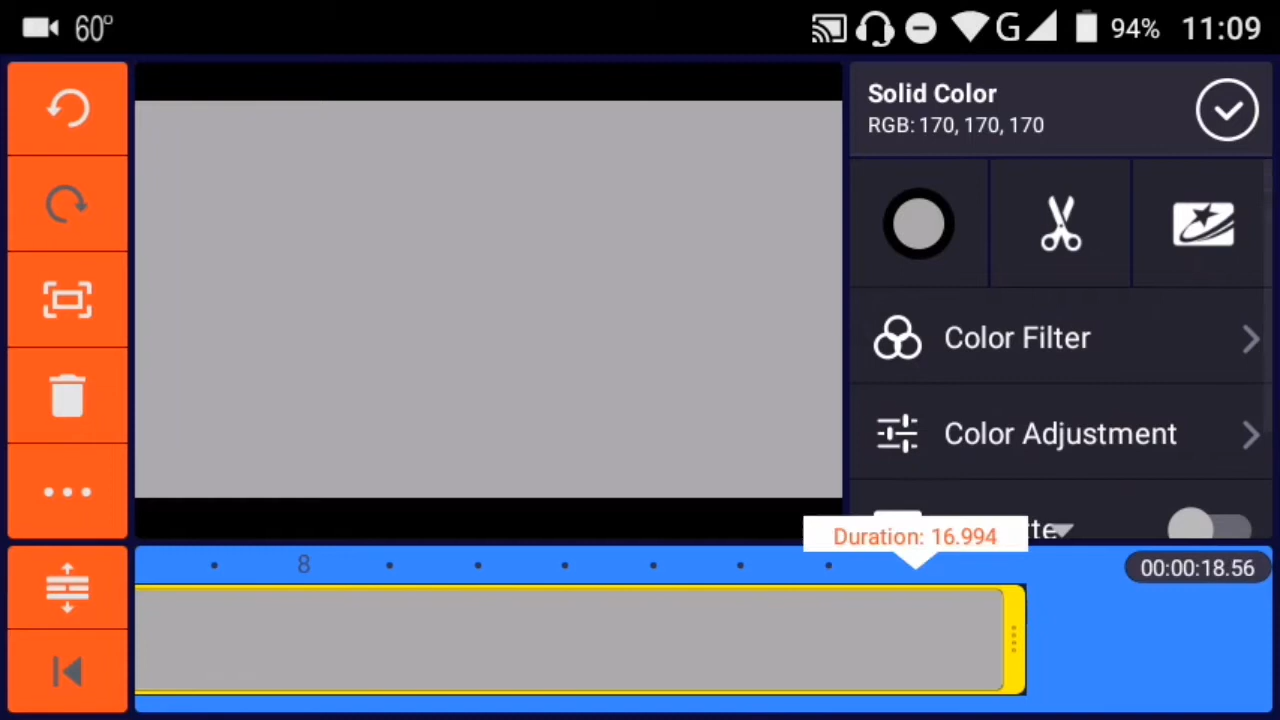 60° G 94% 11:09
Solid Color
RGB: 170, 170, 170
Color Filter
Color Adjustment
Duration: 16.994
8
00:00:18.56